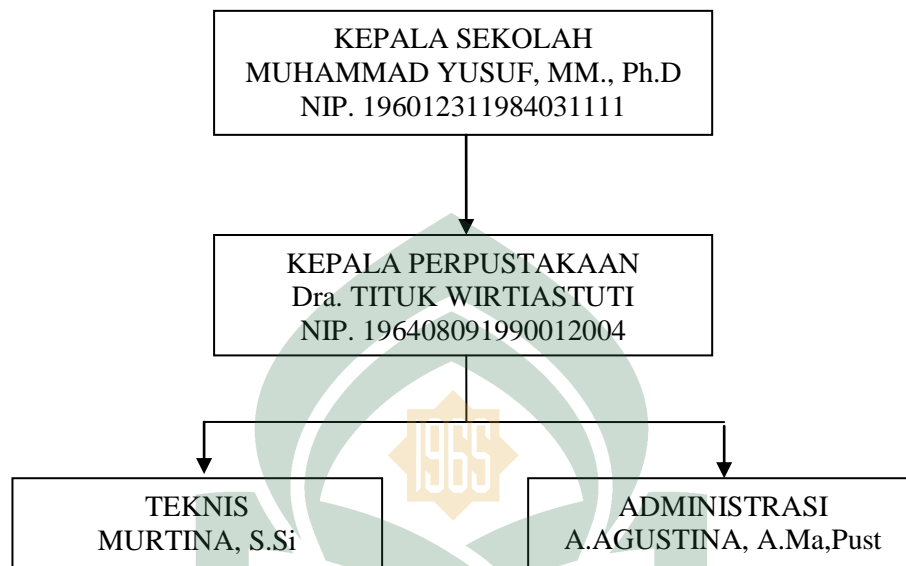 KEPALA SEKOLAH
MUHAMMAD YUSUF, MM., Ph.D
NIP. 196012311984031111
KEPALA PERPUSTAKAAN
Dra. TITUK WIRTIASTUTI
NIP. 196408091990012004
1965
TEKNIS
MURTINA, S.Si
ADMINISTRASI
A.AGUSTINA, A.Ma,Pust